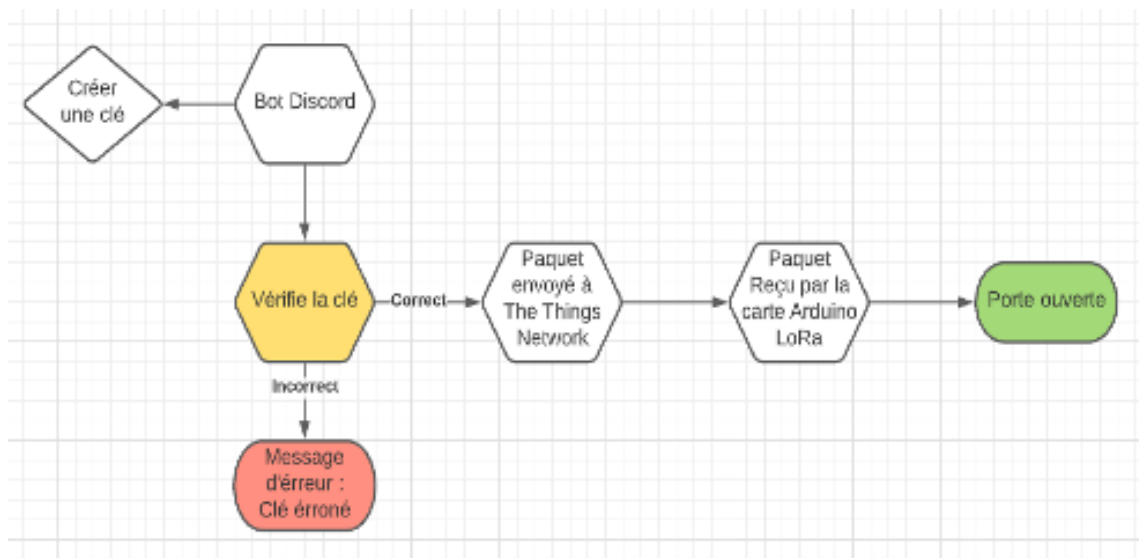 Créer
une clé
Bot Discord
Vérifie la clé
Correct
Paquet
envoyé à
The Things
Network
Paquet
Reçu par la
carte Arduino
LoRa
Porte ouverte
Incorrect
Message
d'érreur :
Clé érroné